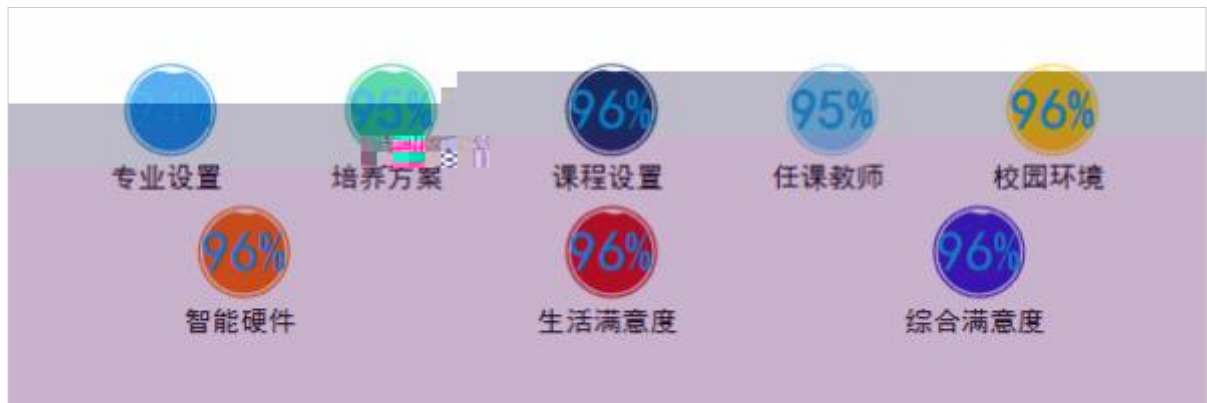 94% 95% 96% 95% 96%
专业设置 培养方案 课程设置 任课教师 校园环境
96% 96% 96%
智能硬件 生活满意度 综合满意度